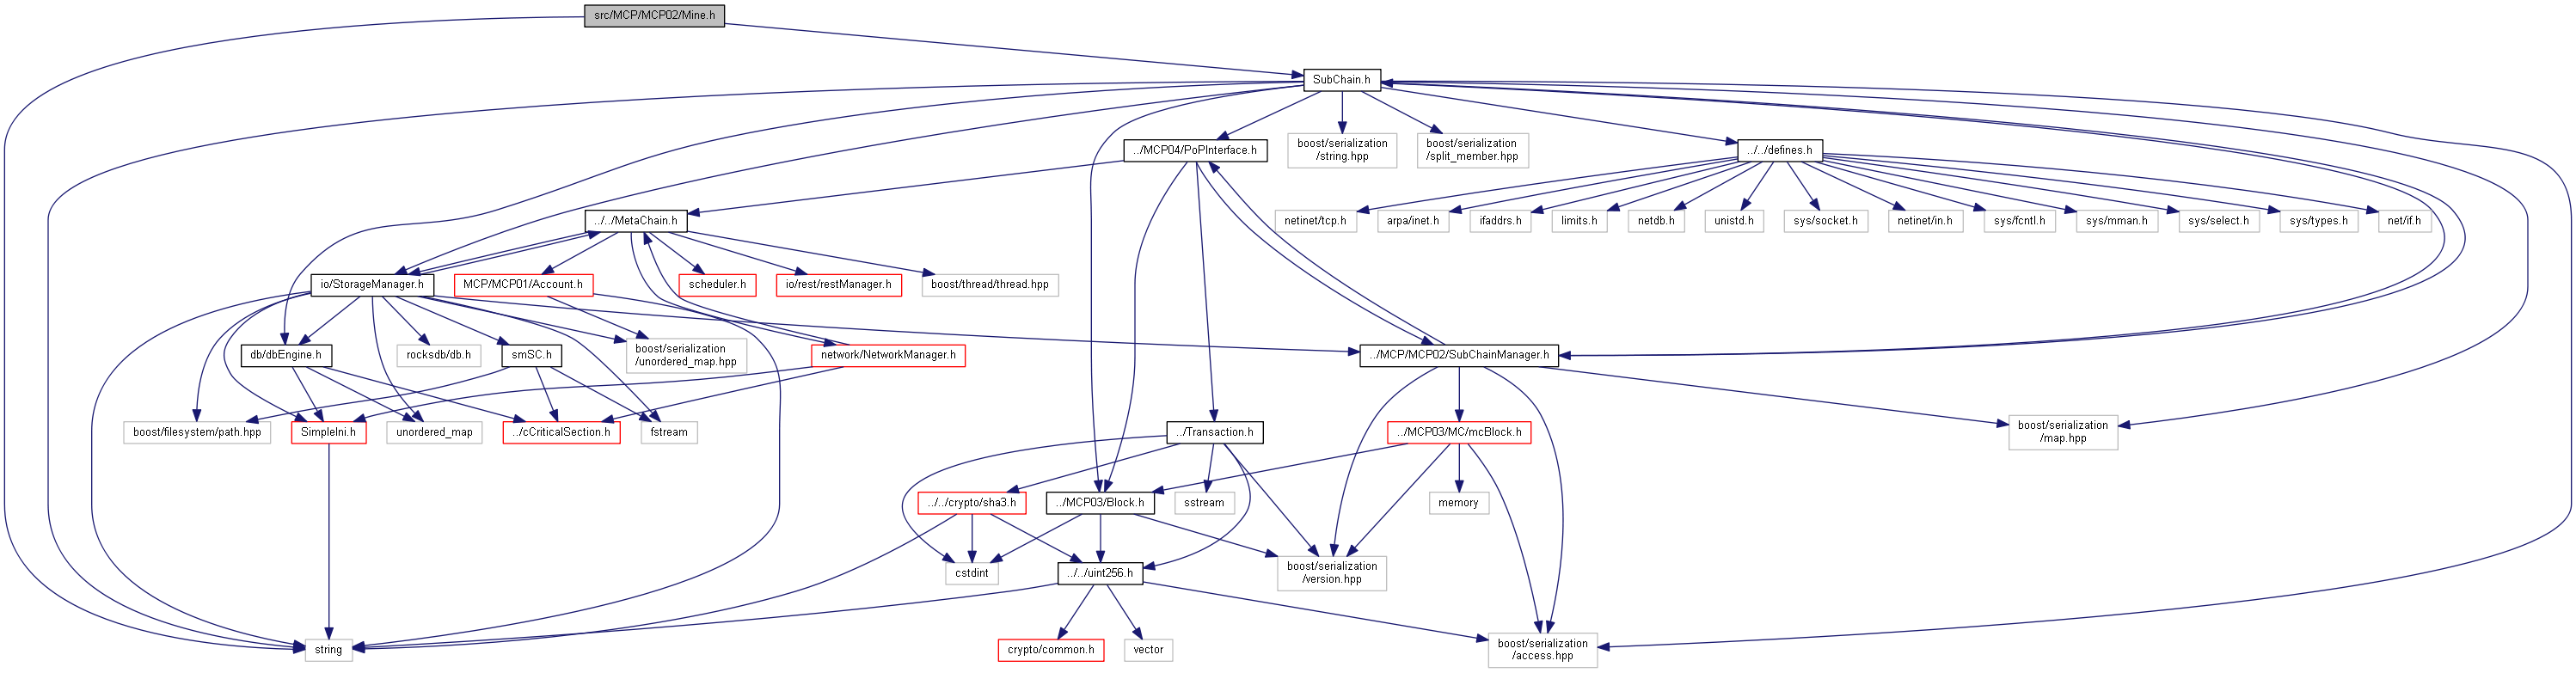 src/MCP/MCP02/Mine.h
SubChain.h
../MCP04/PoPInterface.h
boost/serialization
/string.hpp
boost/serialization
/split_member.hpp
../../defines.h
../../MetaChain.h
netinet/tcp.h
arpa/inet.h
ifaddrs.h
limits.h
netdb.h
unistd.h
sys/socket.h
netinet/in.h
sys/fcntl.h
sys/mman.h
sys/select.h
sys/types.h
net/if.h
io/StorageManager.h
MCP/MCP01/Account.h
scheduler.h
io/rest/restManager.h
boost/thread/thread.hpp
db/dbEngine.h
rocksdb/db.h
smSC.h
boost/serialization
/unordered_map.hpp
network/NetworkManager.h
../MCP/MCP02/SubChainManager.h
boost/filesystem/path.hpp
SimpleIni.h
unordered_map
../cCriticalSection.h
fstream
../Transaction.h
../MCP03/MC/mcBlock.h
boost/serialization
/map.hpp
../../crypto/sha3.h
../MCP03/Block.h
sstream
memory
cstdint
../../uint256.h
boost/serialization
/version.hpp
string
crypto/common.h
vector
boost/serialization
/access.hpp